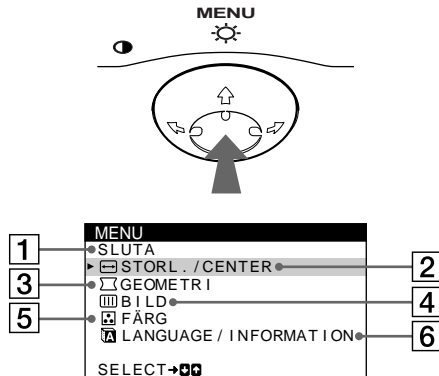 MENU
MENU
SLUTA
STORL./CENTER
GEOMETRI
BILD
FÄRG
LANGUAGE/INFORMATION
SELECT
1
2
3
4
5
6